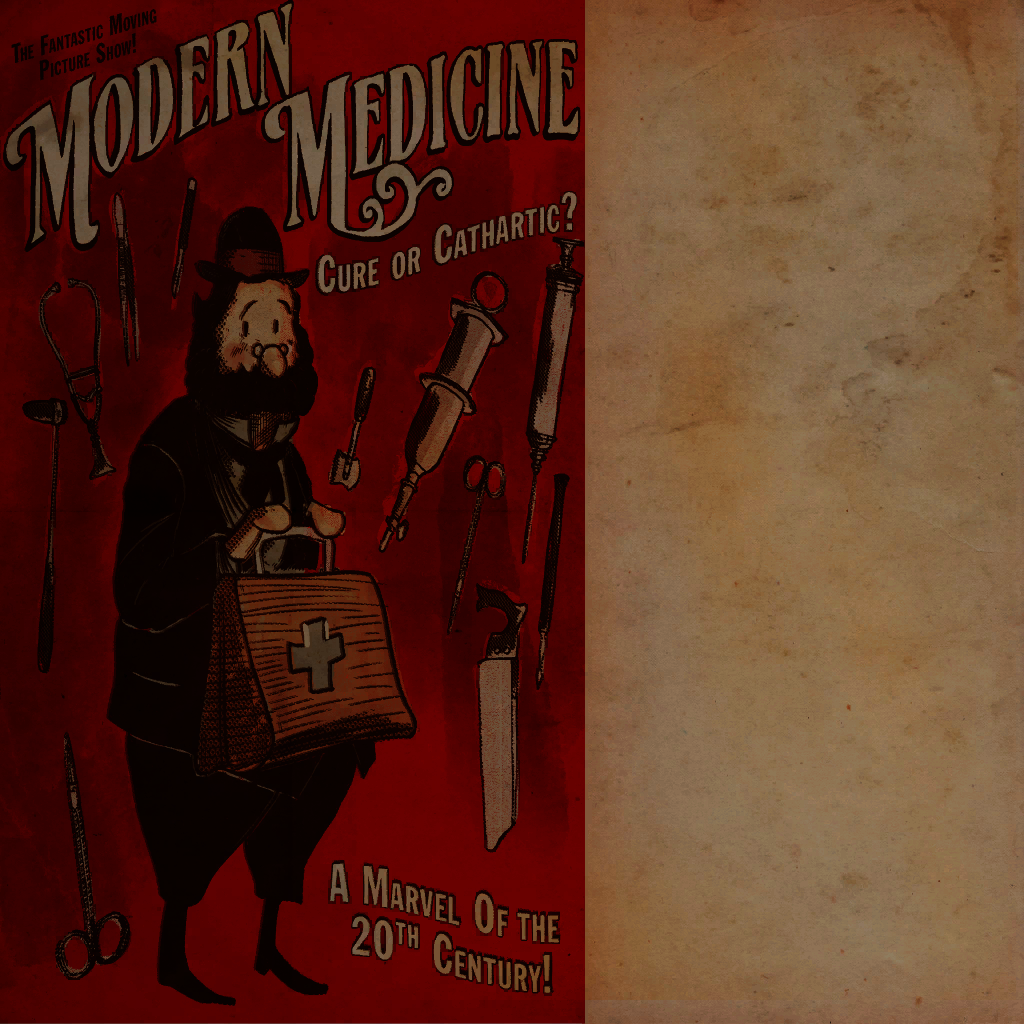 The Fantastic Moving
Picture Show!
Modern
Medicine
Cure or Cathartic?
A Marvel Of the
20th Century!